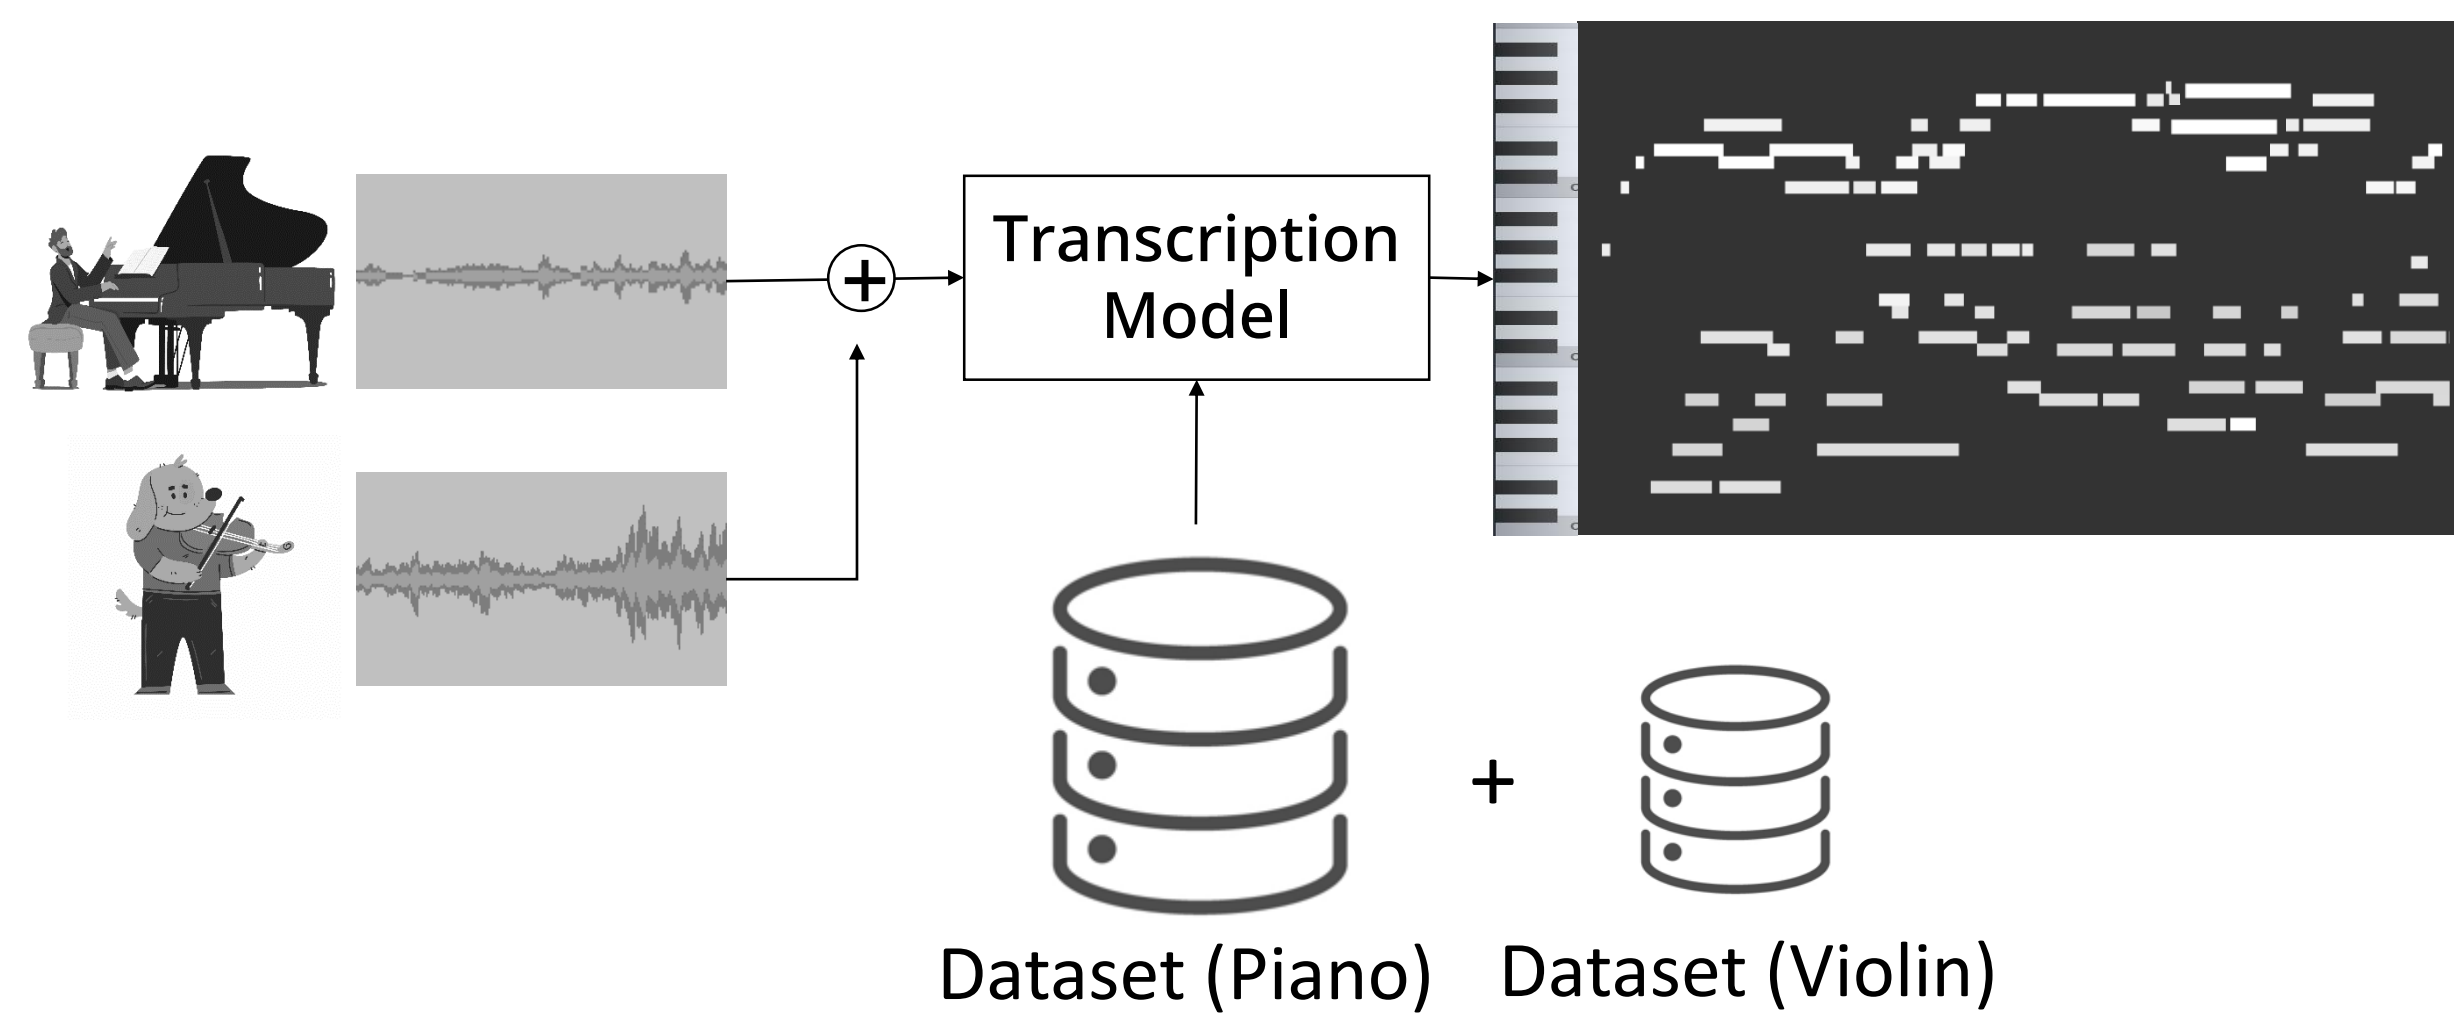 Transcription
Model
C
C
C
+
Dataset (Piano)
Dataset (Violin)